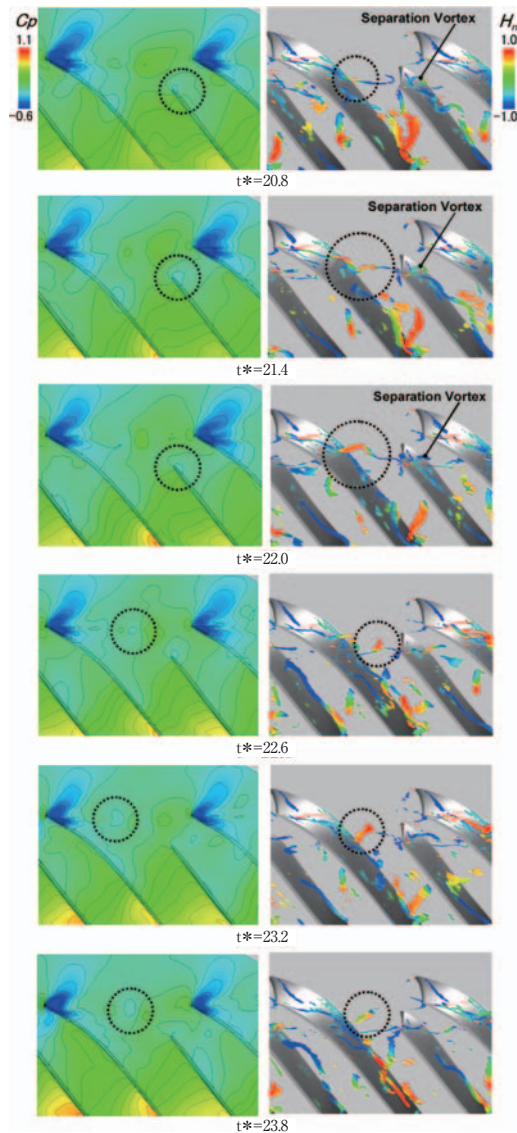 Cp
1.1
-0.6
Separation Vortex
1.0
-1.0
t*=20.8
Separation Vortex
t*=21.4
Separation Vortex
t*=22.0
t*=22.6
t*=23.2
t*=23.8